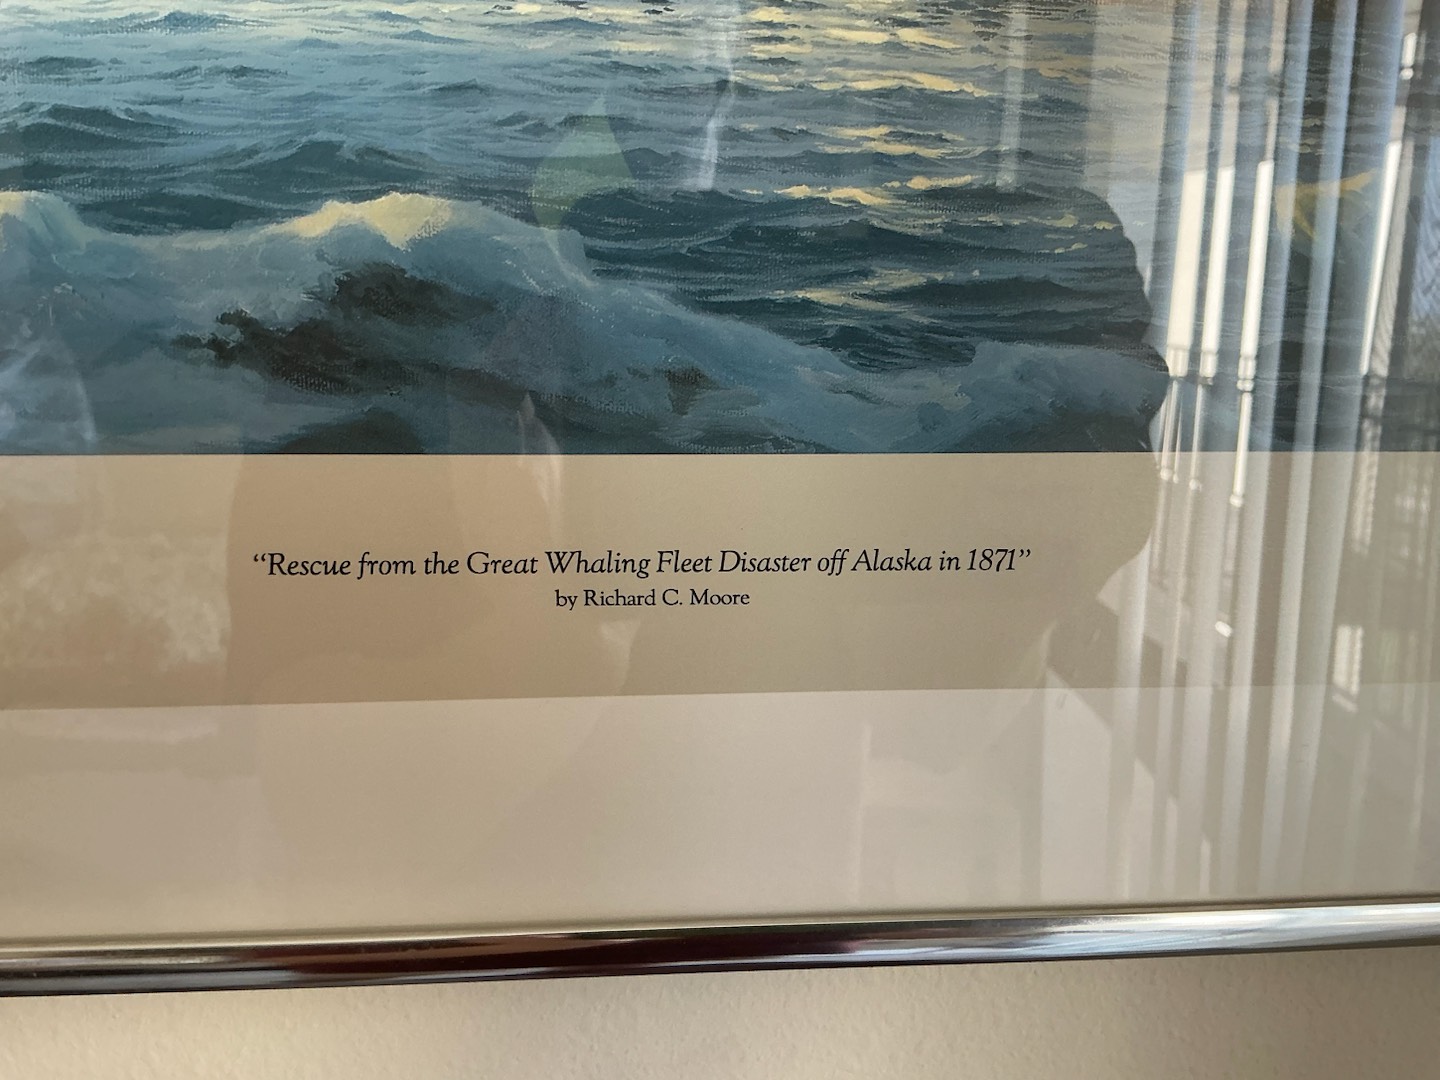 “Rescue from the Great Whaling Fleet Disaster off Alaska in 1871”
by Richard C. Moore